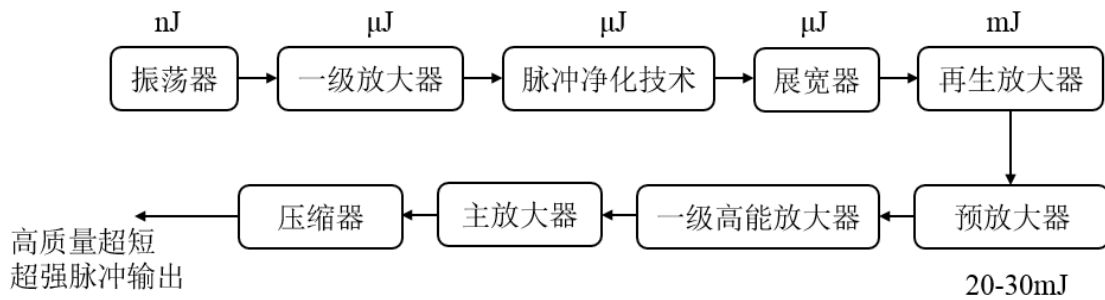 nJ
μJ
μJ
μJ
mJ
振荡器
一级放大器
脉冲净化技术
展宽器
再生放大器
压缩器
主放大器
一级高能放大器
预放大器
高质量超短
超强脉冲输出
20-30mJ